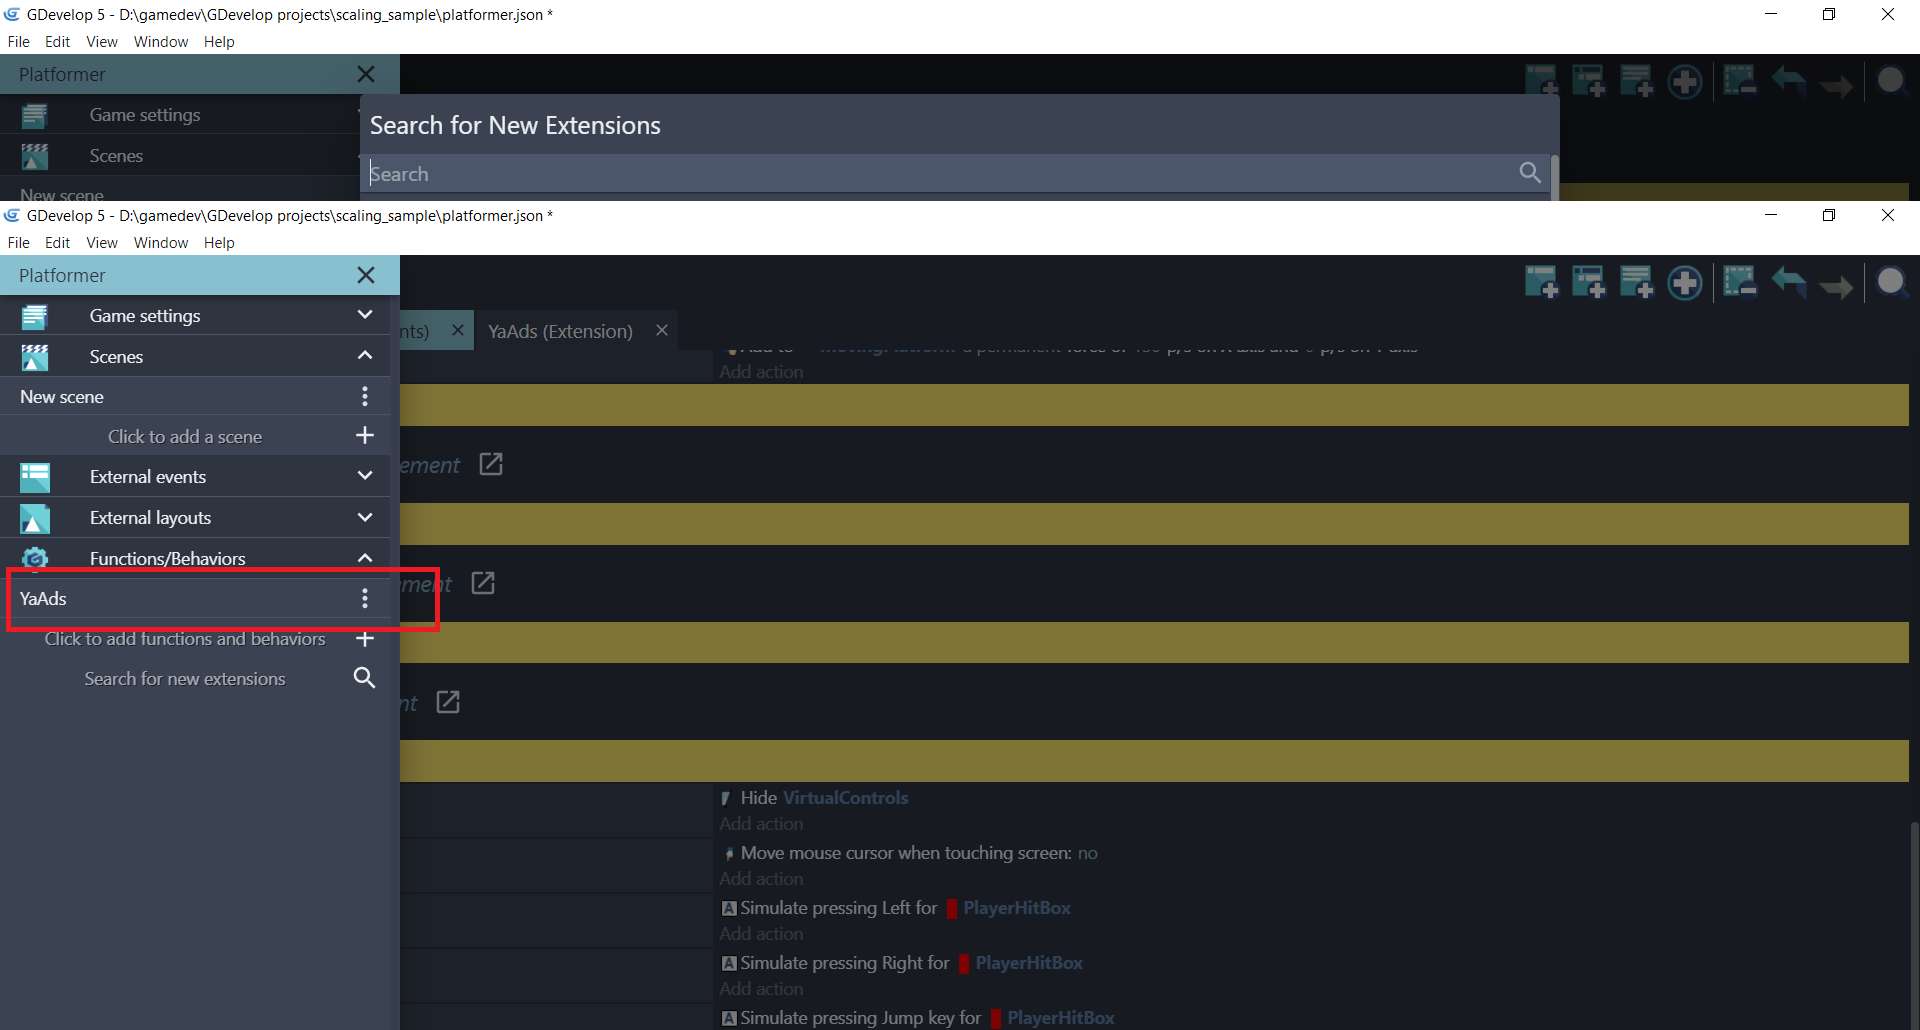 GDevelop 5 - D:\gamedev\GDevelop projects\scaling_sample\platformer.json *
File Edit View Window Help
Platformer
Game settings
Search for New Extensions
Scenes
Search
New scene
GDevelop 5 - D:\gamedev\GDevelop projects\scaling_sample\platformer.json *
File Edit View Window Help
Platformer
Game settings
nts) YaAds (Extension)
Scenes
Add action
New scene
Click to add a scene
ement
External events
External layouts
Functions/Behaviors
ement
YaAds
Click to add functions and behaviors
Search for new extensions
nt
Hide VirtualControls
Add action
Move mouse cursor when touching screen: no
Add action
Simulate pressing Left for PlayerHitBox
Add action
Simulate pressing Right for PlayerHitBox
Add action
Simulate pressing Jump key for PlayerHitBox